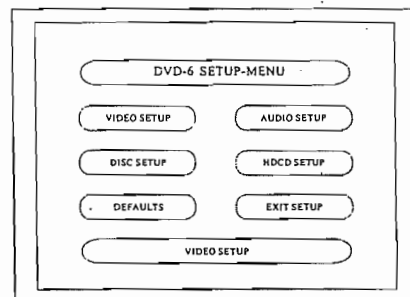 DVD-6 SETUP-MENU
VIDEO SETUP AUDIO SETUP
DISC SETUP HDCD SETUP
DEFAULTS EXIT SETUP
VIDEO SETUP